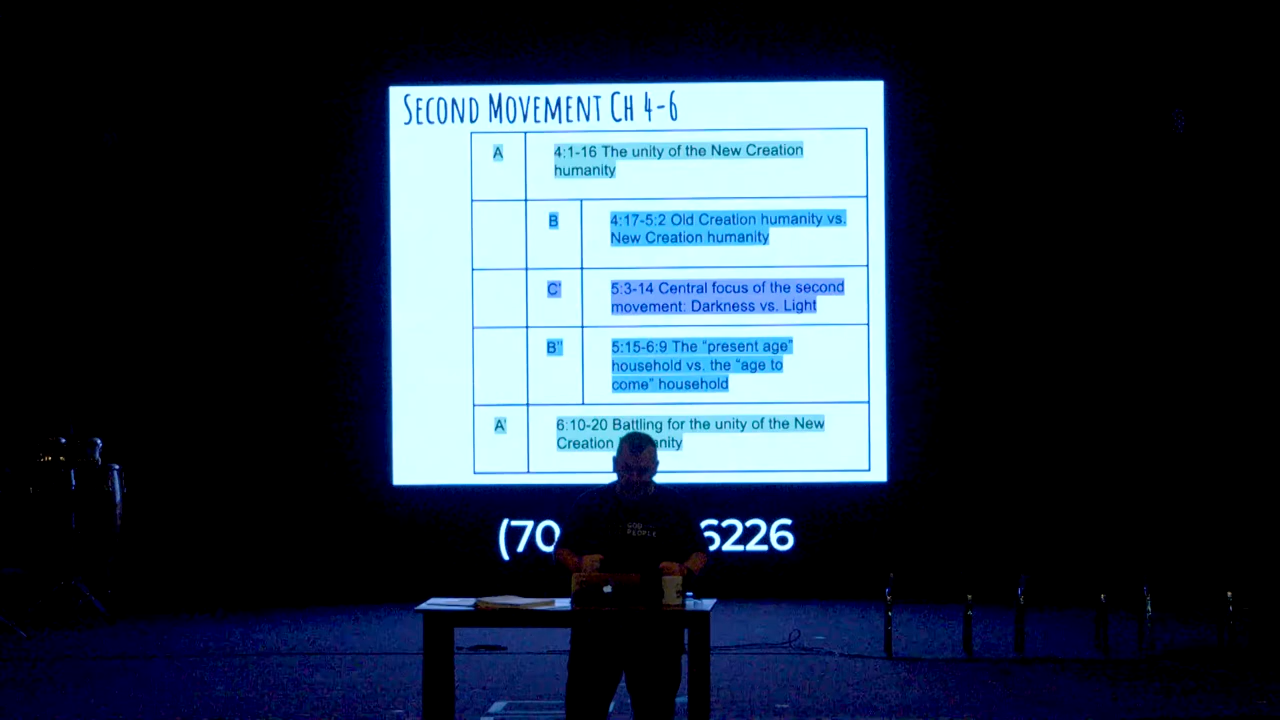 SECOND MOVEMENT CH 4-6
A
4:1-16 The unity of the New Creation
humanity
B
4:17-5:2 Old Creation humanity vs.
New Creation humanity
C'
5:3-14 Central focus of the second
movement: Darkness vs. Light
B"
5:15-6:9 The “present age”
household vs. the “age to
come” household
A'
6:10-20 Battling for the unity of the New
Creation
(70 6226
GOD
PEOPLE